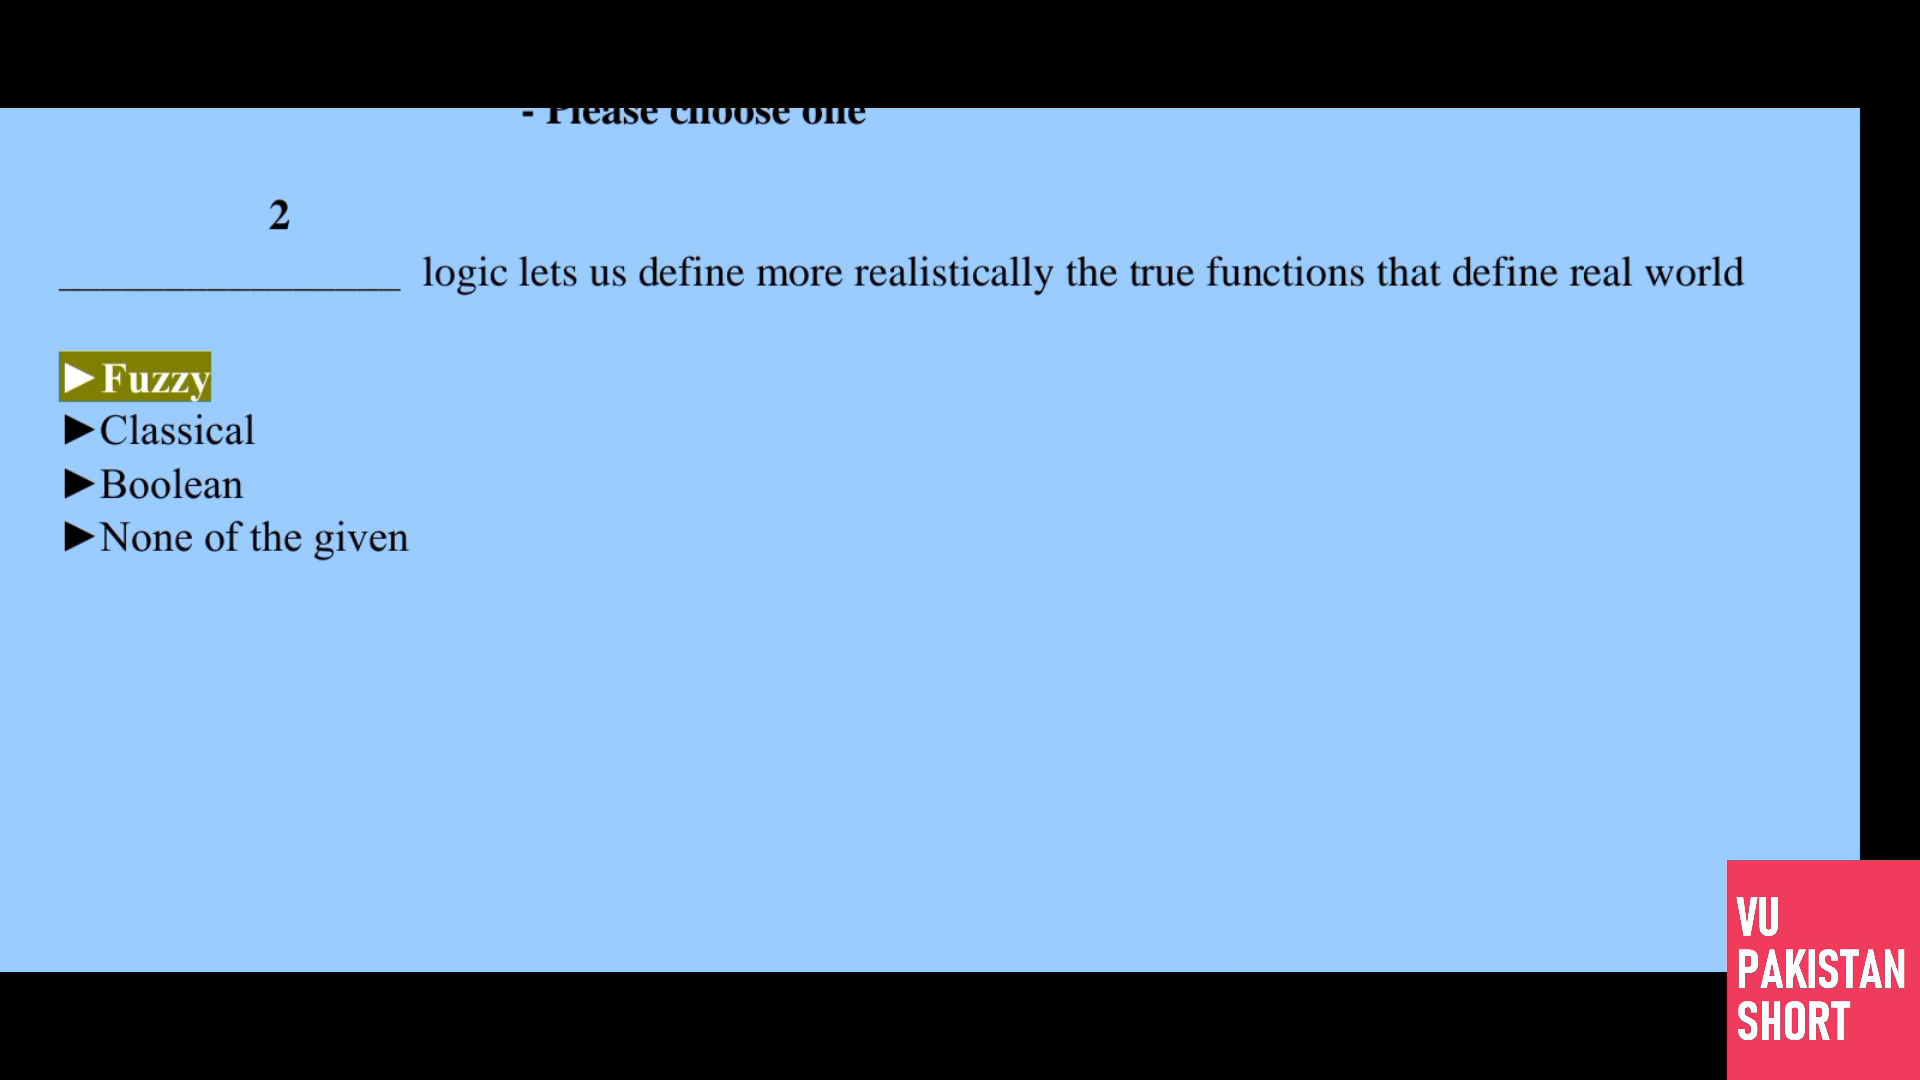 - Please choose one
2
________________ logic lets us define more realistically the true functions that define real world
►Fuzzy
►Classical
►Boolean
►None of the given
VU
PAKISTAN
SHORT